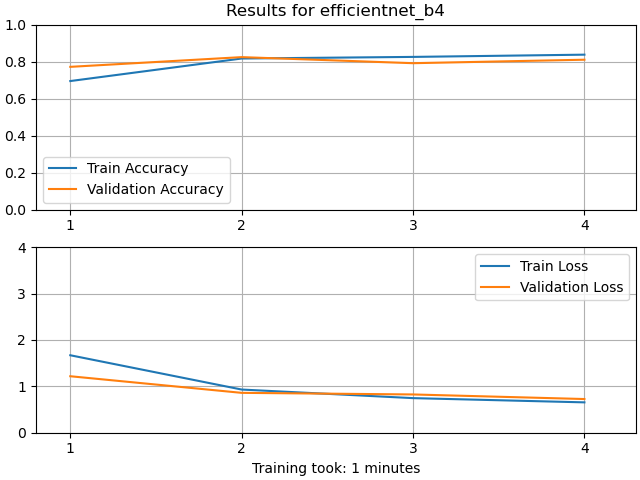 Results for efficientnet_b4
1.0
0.8
0.6
0.4
0.2
0.0
Train Accuracy
Validation Accuracy
1 2 3 4
4
3
2
1
0
Train Loss
Validation Loss
1 2 3 4
Training took: 1 minutes